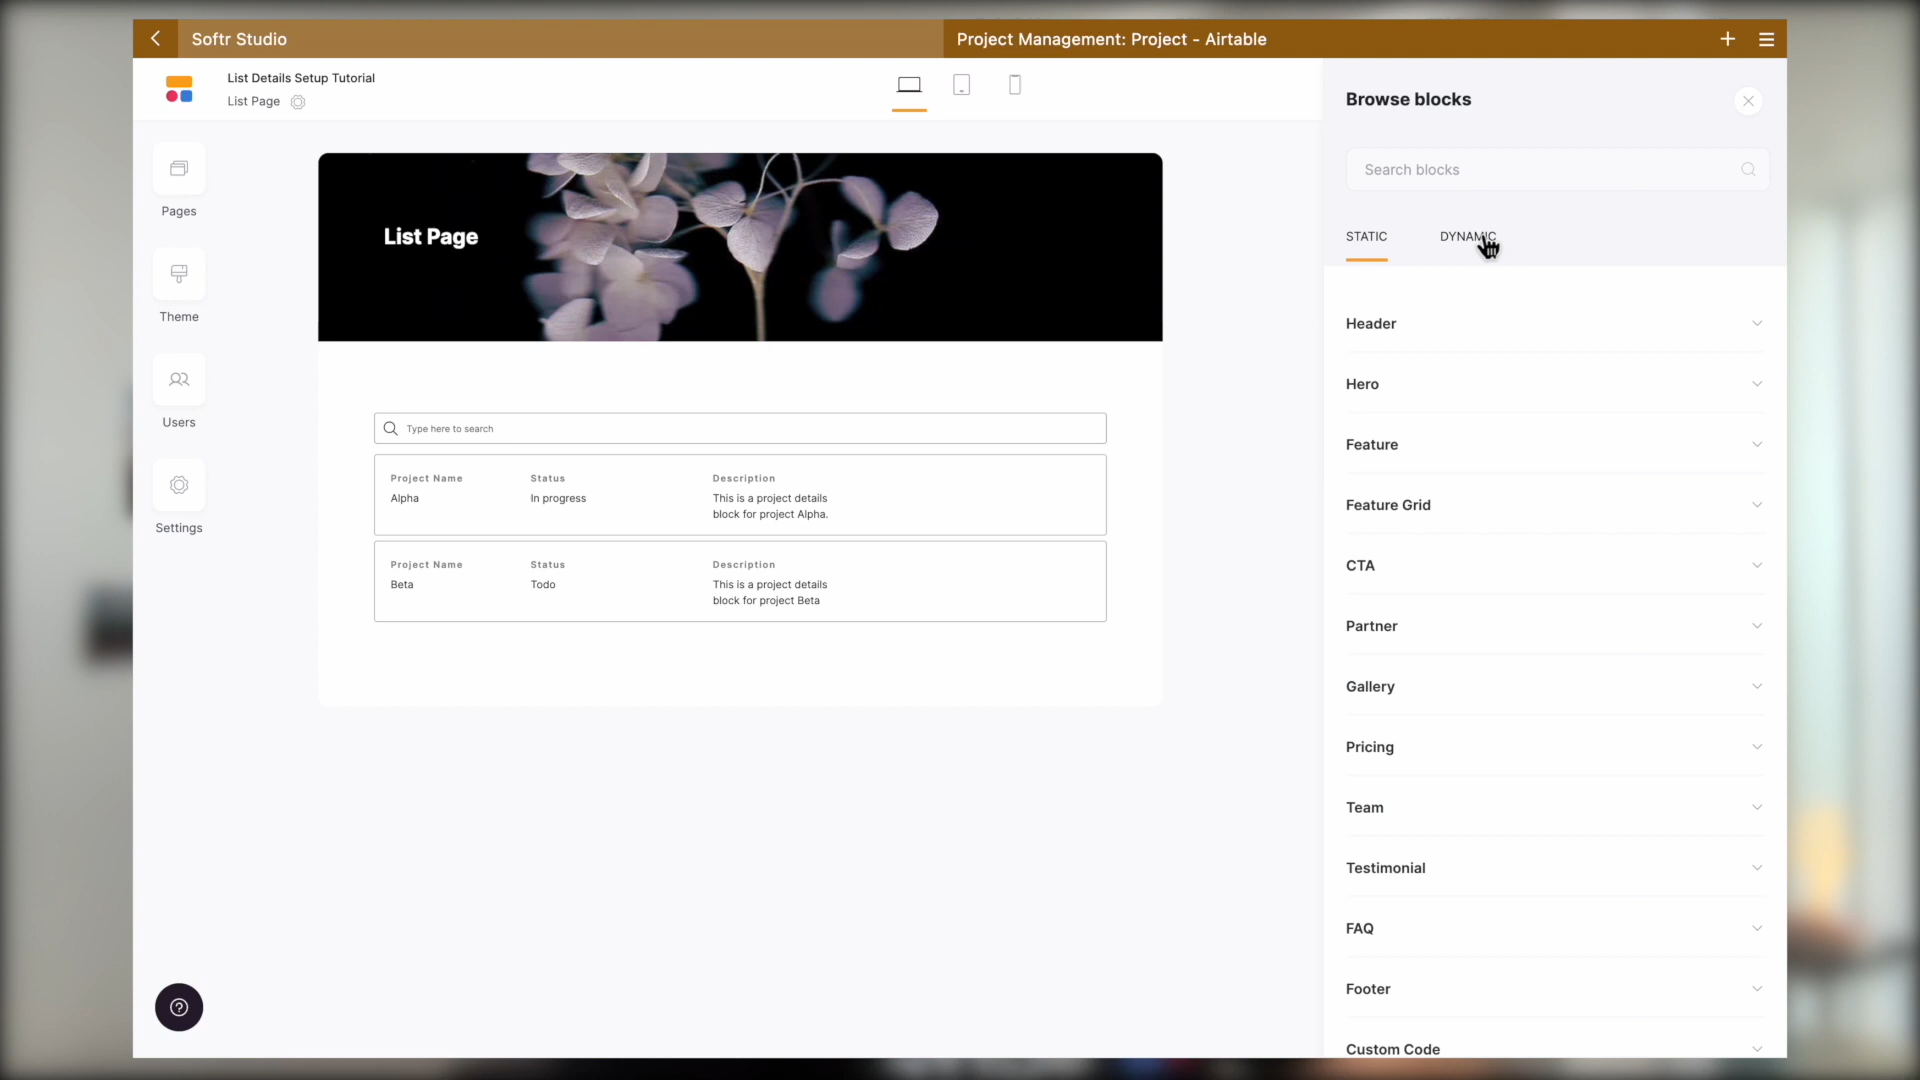 Softr Studio
Project Management: Project - Airtable
List Details Setup Tutorial
List Page
Pages
Theme
Users
Settings
List Page
Type here to search
Project Name Status Description
Alpha In progress This is a project details
block for project Alpha.
Project Name Status Description
Beta Todo This is a project details
block for project Beta
Browse blocks
Search blocks
STATIC DYNAMIC
Header
Hero
Feature
Feature Grid
CTA
Partner
Gallery
Pricing
Team
Testimonial
FAQ
Footer
Custom Code